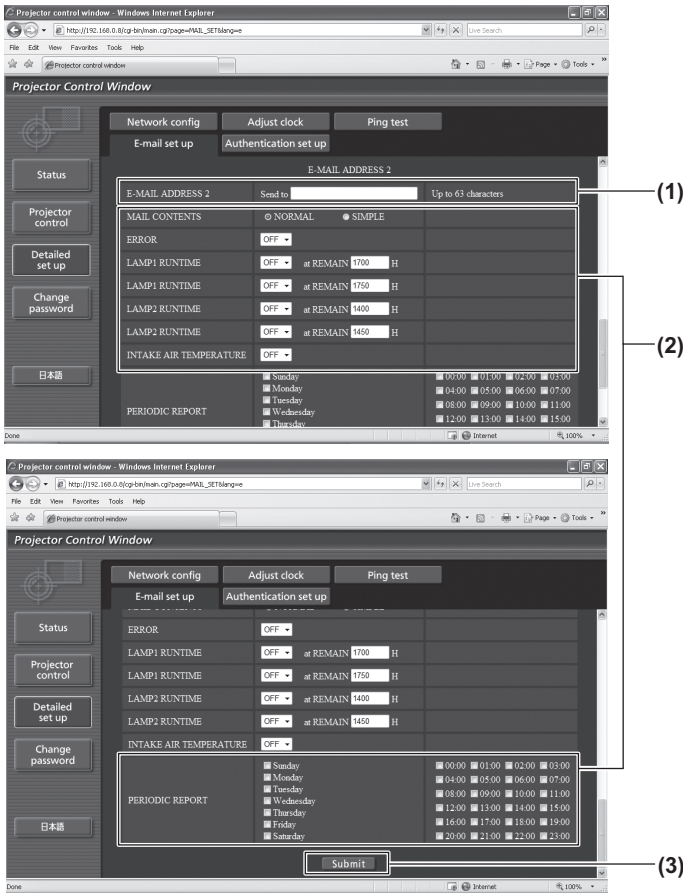 Projector control window - Windows Internet Explorer
http://192.168.0.8/cgi-bin/main.cgi?page=MAIL_SET&lang=e
Live Search
File Edit View Favorites Tools Help
Projector control window
Page Tools
Projector Control Window
Network config Adjust clock Ping test
E-mail set up Authentication set up
Status
Projector control
Detailed set up
Change password
日本語
E-MAIL ADDRESS 2
E-MAIL ADDRESS 2 Send to Up to 63 characters
(1)
MAIL CONTENTS NORMAL SIMPLE
ERROR OFF
LAMP1 RUNTIME OFF at REMAIN 1700 H
LAMP1 RUNTIME OFF at REMAIN 1750 H
LAMP2 RUNTIME OFF at REMAIN 1400 H
LAMP2 RUNTIME OFF at REMAIN 1450 H
(2)
INTAKE AIR TEMPERATURE OFF
PERIODIC REPORT
Sunday
Monday
Tuesday
Wednesday
Thursday
00:00 01:00 02:00 03:00
04:00 05:00 06:00 07:00
08:00 09:00 10:00 11:00
12:00 13:00 14:00 15:00
Done Internet 100%
Projector control window - Windows Internet Explorer
http://192.168.0.8/cgi-bin/main.cgi?page=MAIL_SET&lang=e
Live Search
File Edit View Favorites Tools Help
Projector control window
Page Tools
Projector Control Window
Network config Adjust clock Ping test
E-mail set up Authentication set up
Status
Projector control
Detailed set up
Change password
日本語
ERROR OFF
LAMP1 RUNTIME OFF at REMAIN 1700 H
LAMP1 RUNTIME OFF at REMAIN 1750 H
LAMP2 RUNTIME OFF at REMAIN 1400 H
LAMP2 RUNTIME OFF at REMAIN 1450 H
INTAKE AIR TEMPERATURE OFF
PERIODIC REPORT
Sunday
Monday
Tuesday
Wednesday
Thursday
Friday
Saturday
00:00 01:00 02:00 03:00
04:00 05:00 06:00 07:00
08:00 09:00 10:00 11:00
12:00 13:00 14:00 15:00
16:00 17:00 18:00 19:00
20:00 21:00 22:00 23:00
Submit
(3)
Done Internet 100%